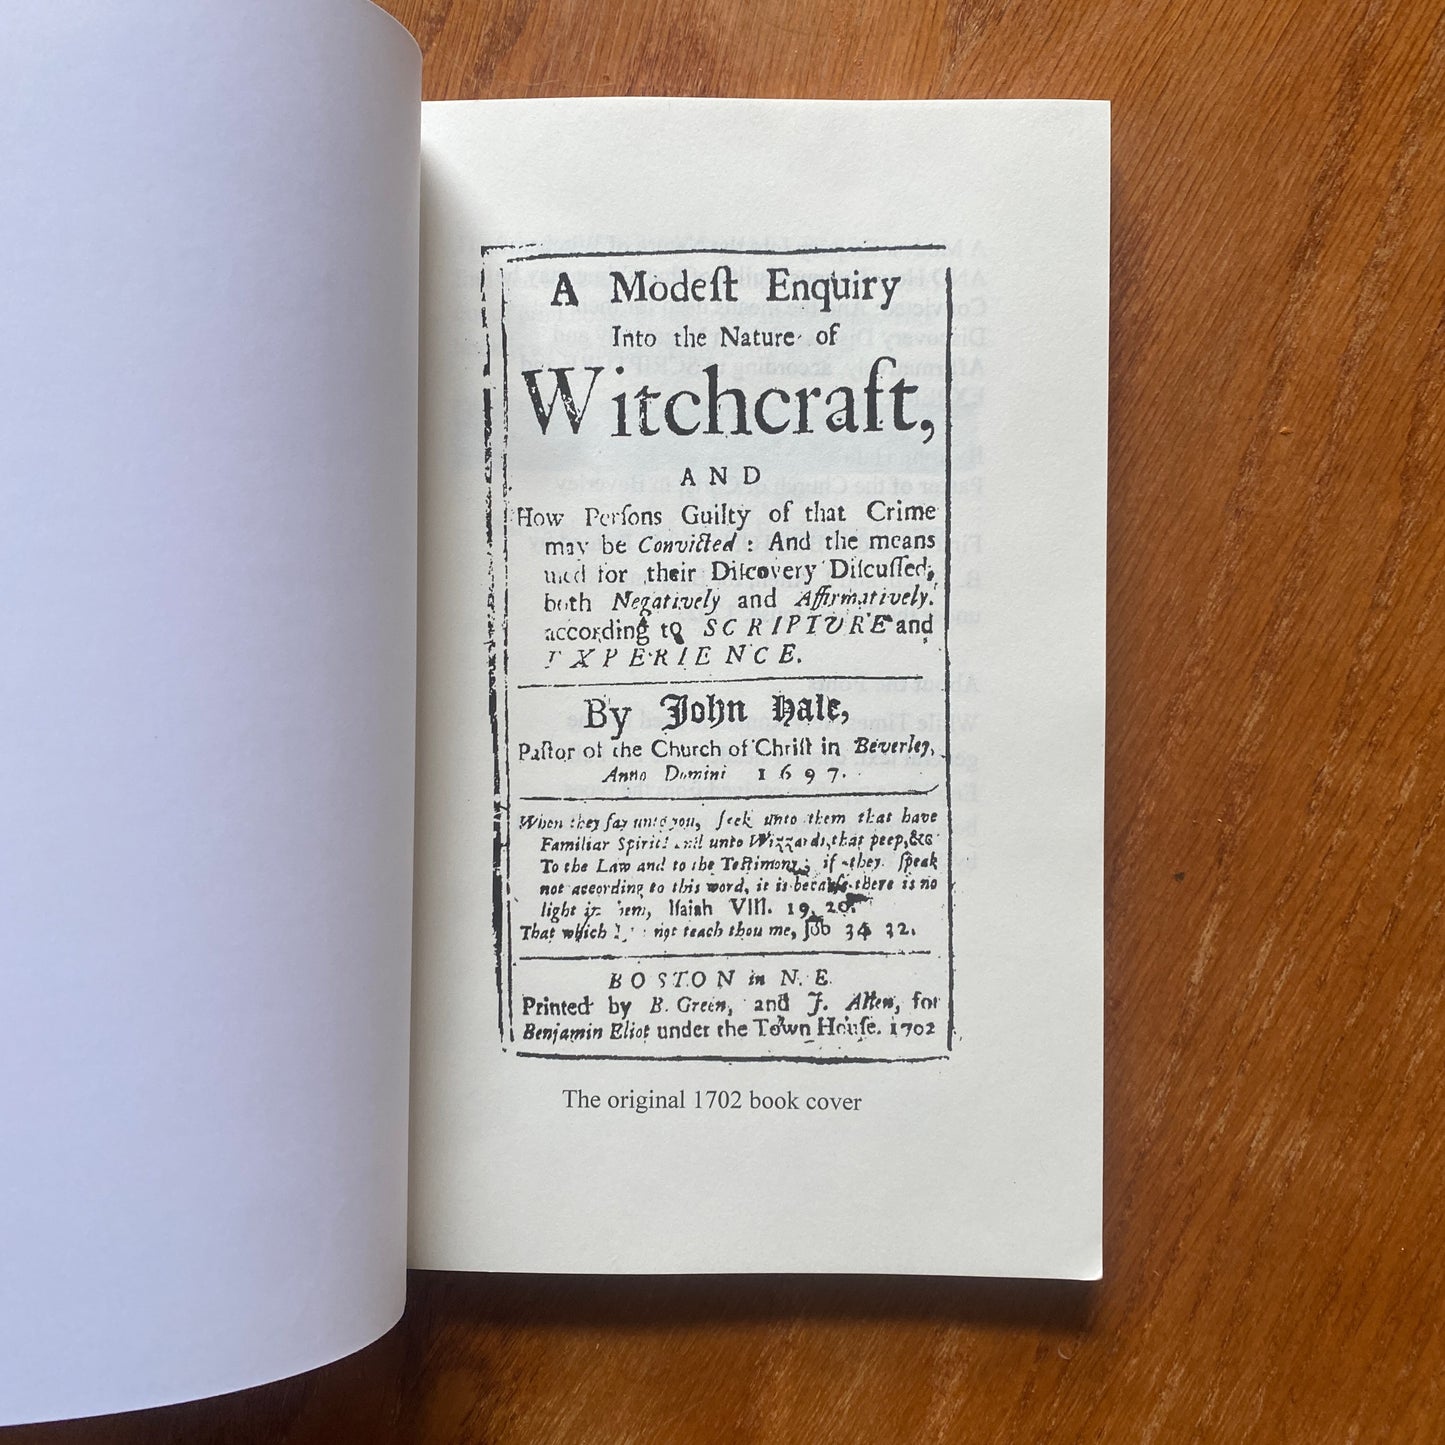 A Modeſt Enquiry
Into the Nature of
Witchcraft,
AND
How Perſons Guilty of that Crime
may be Convicted: And the means
uſed for their Diſcovery Diſcuſſed,
both Negatively and Affirmatively,
according to SCRIPTURE and
EXPERIENCE.
By John Hale,
Paſtor of the Church of Chriſt in Beverley,
Anno Domini 1697.
When they ſay unto you, ſeek unto them that have
Familiar Spirits and unto Wizzards, that peep, &c
To the Law and to the Teſtimony; if they ſpeak
not according to this word, it is becauſe there is no
light in them, Iſaiah VIII. 19, 20.
That which I not teach thou me, Job 34 32.
BOSTON in N. E.
Printed by B. Green, and J. Allen, for
Benjamin Eliot under the Town Houſe. 1702
The original 1702 book cover